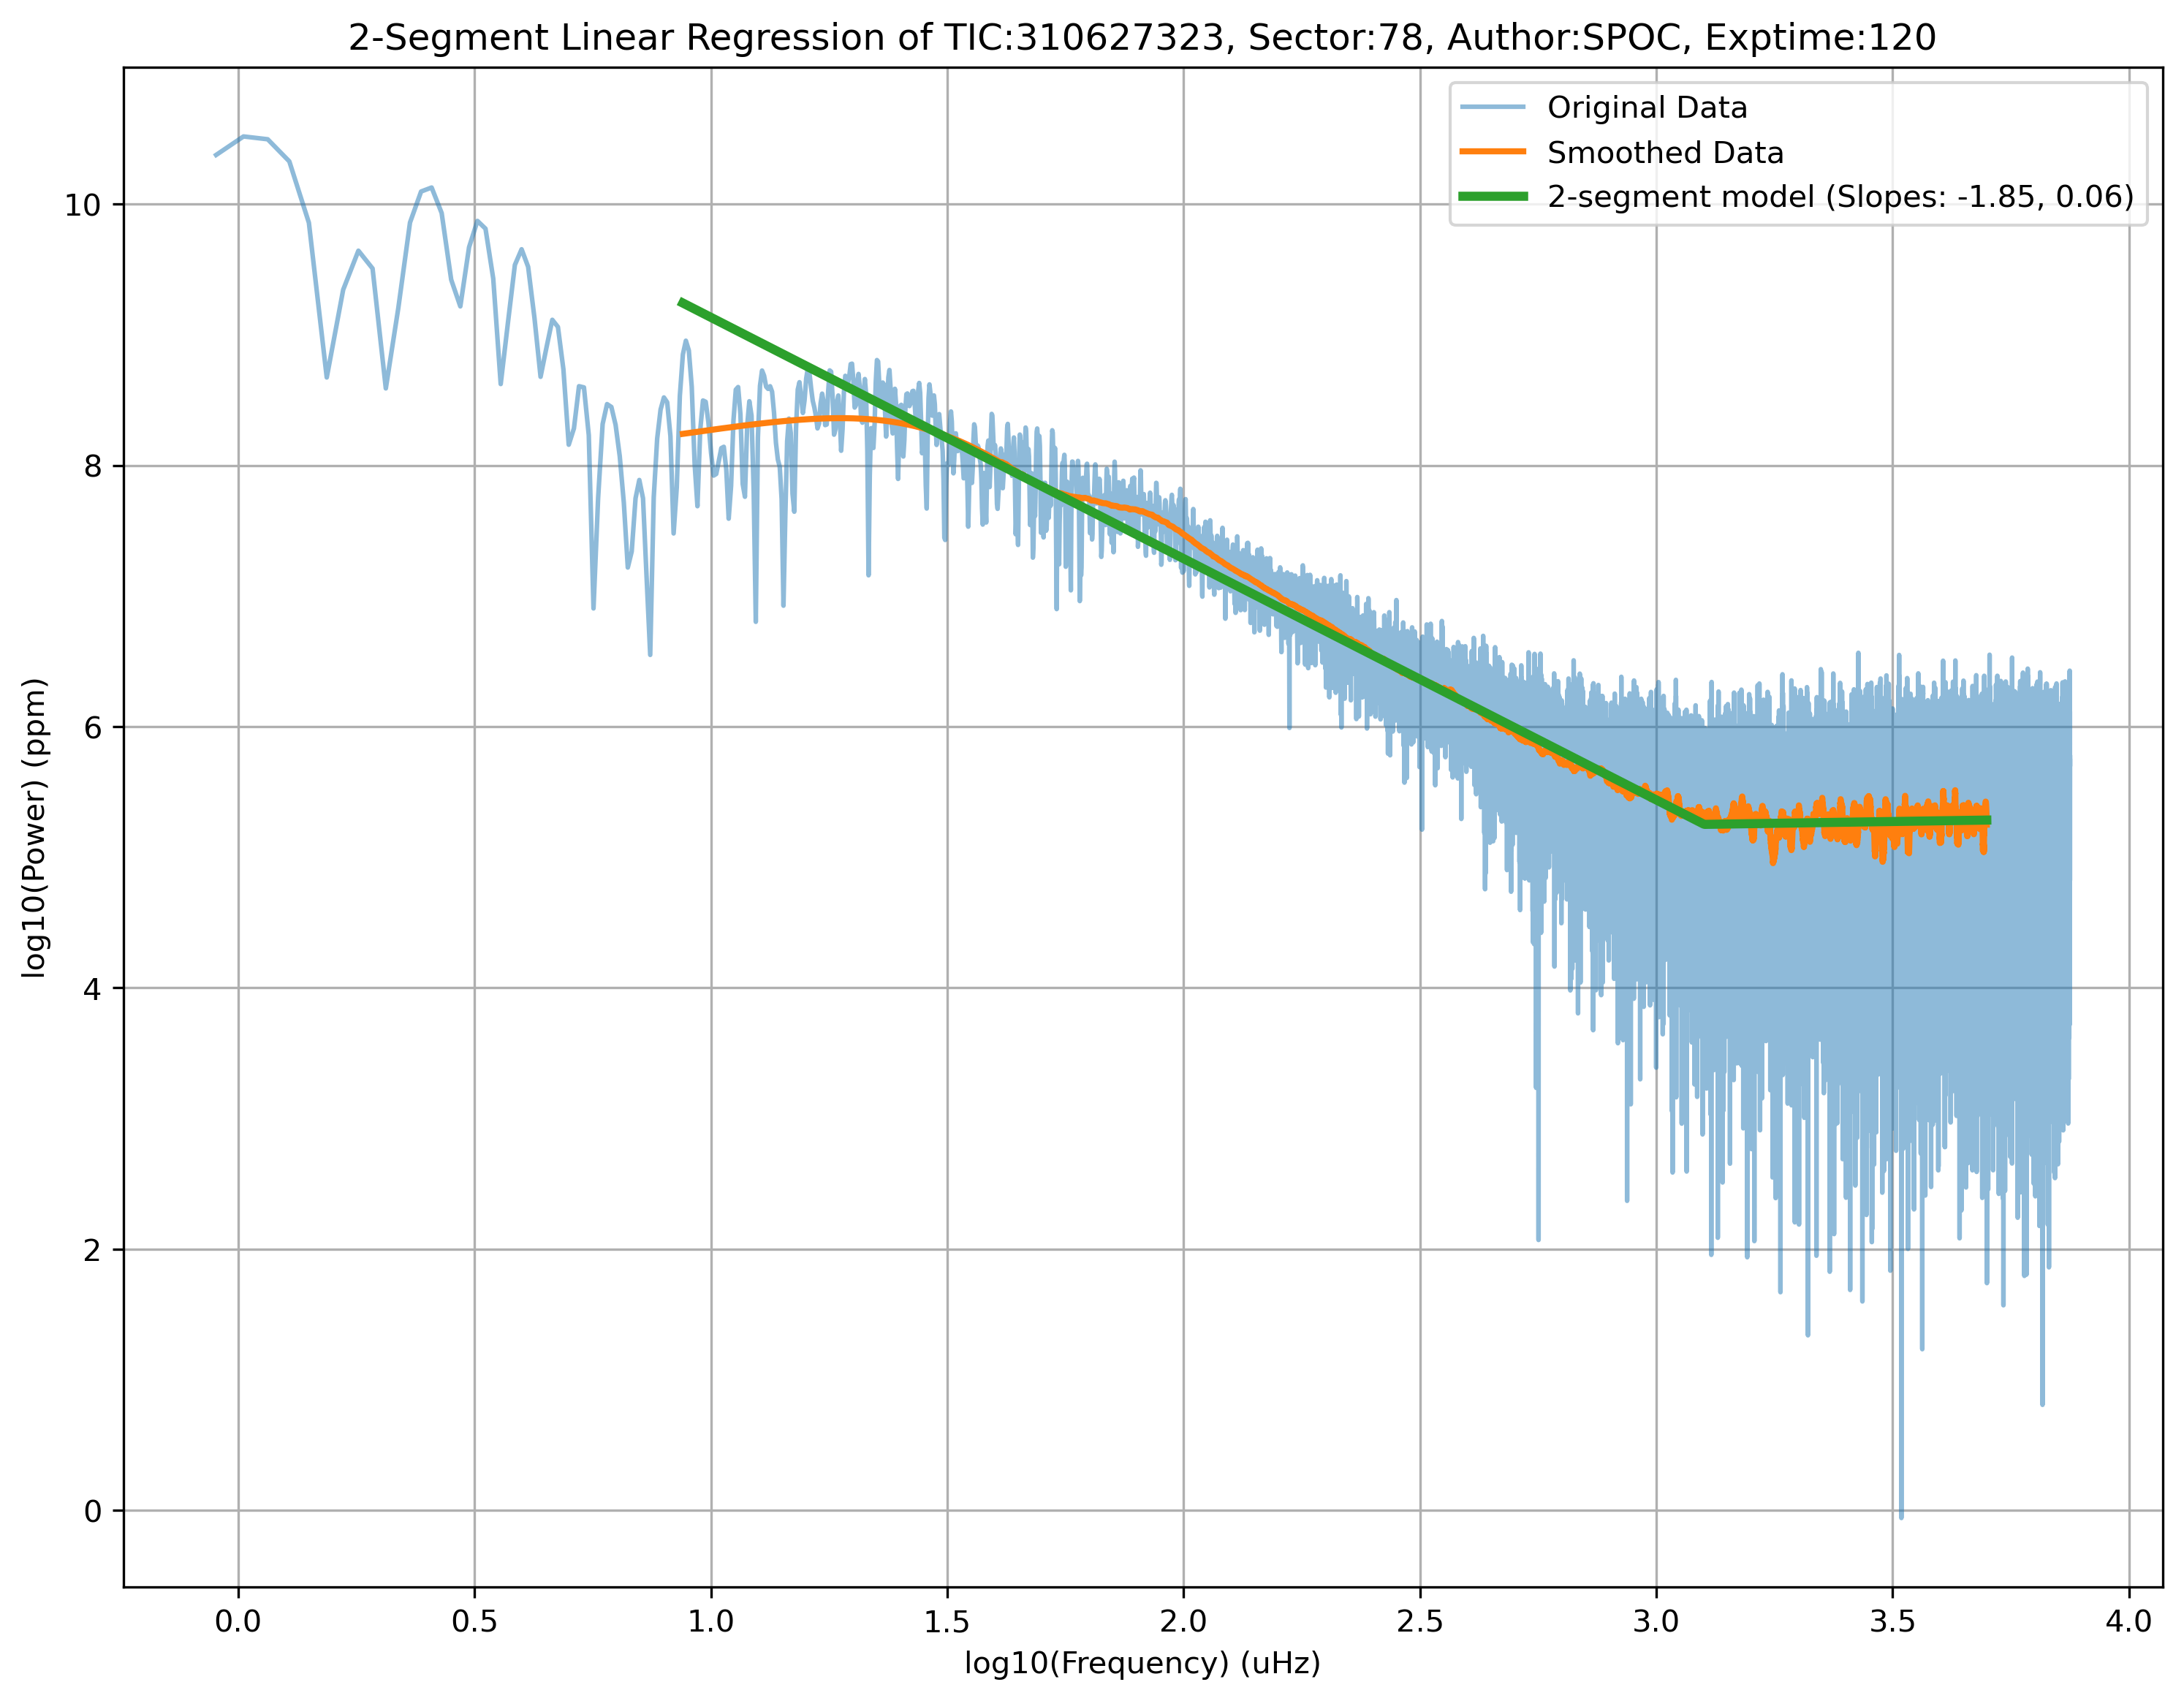 2-Segment Linear Regression of TIC:310627323, Sector:78, Author:SPOC, Exptime:120
Original Data
Smoothed Data
2-segment model (Slopes: -1.85, 0.06)
10
8
6
4
2
0
log10(Power) (ppm)
0.0 0.5 1.0 1.5 2.0 2.5 3.0 3.5 4.0
log10(Frequency) (uHz)